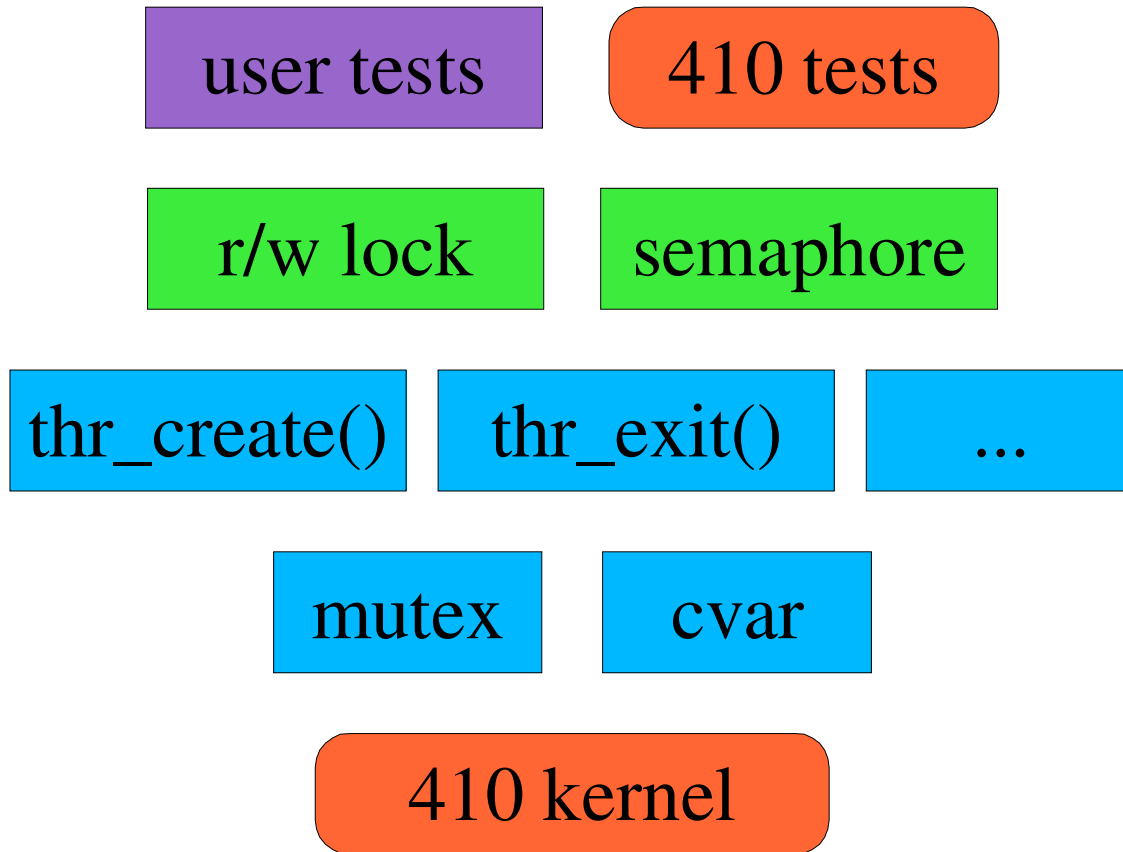 user tests
410 tests
r/w lock
semaphore
thr_create()
thr_exit()
...
mutex
cvar
410 kernel